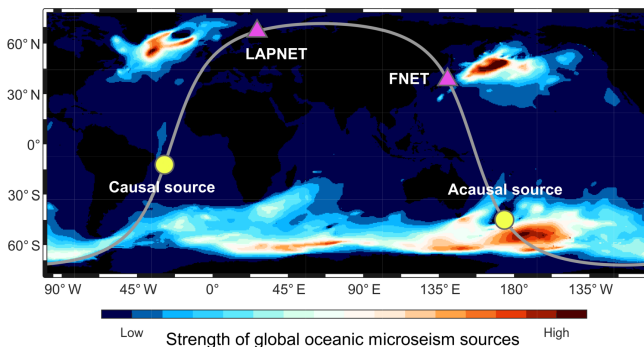 60° N
30° N
0°
30° S
60° S
LAPNET
FNET
Causal source
Acausal source
90° W 45° W 0° 45° E 90° E 135° E 180° W 135° W
Low High
Strength of global oceanic microseism sources